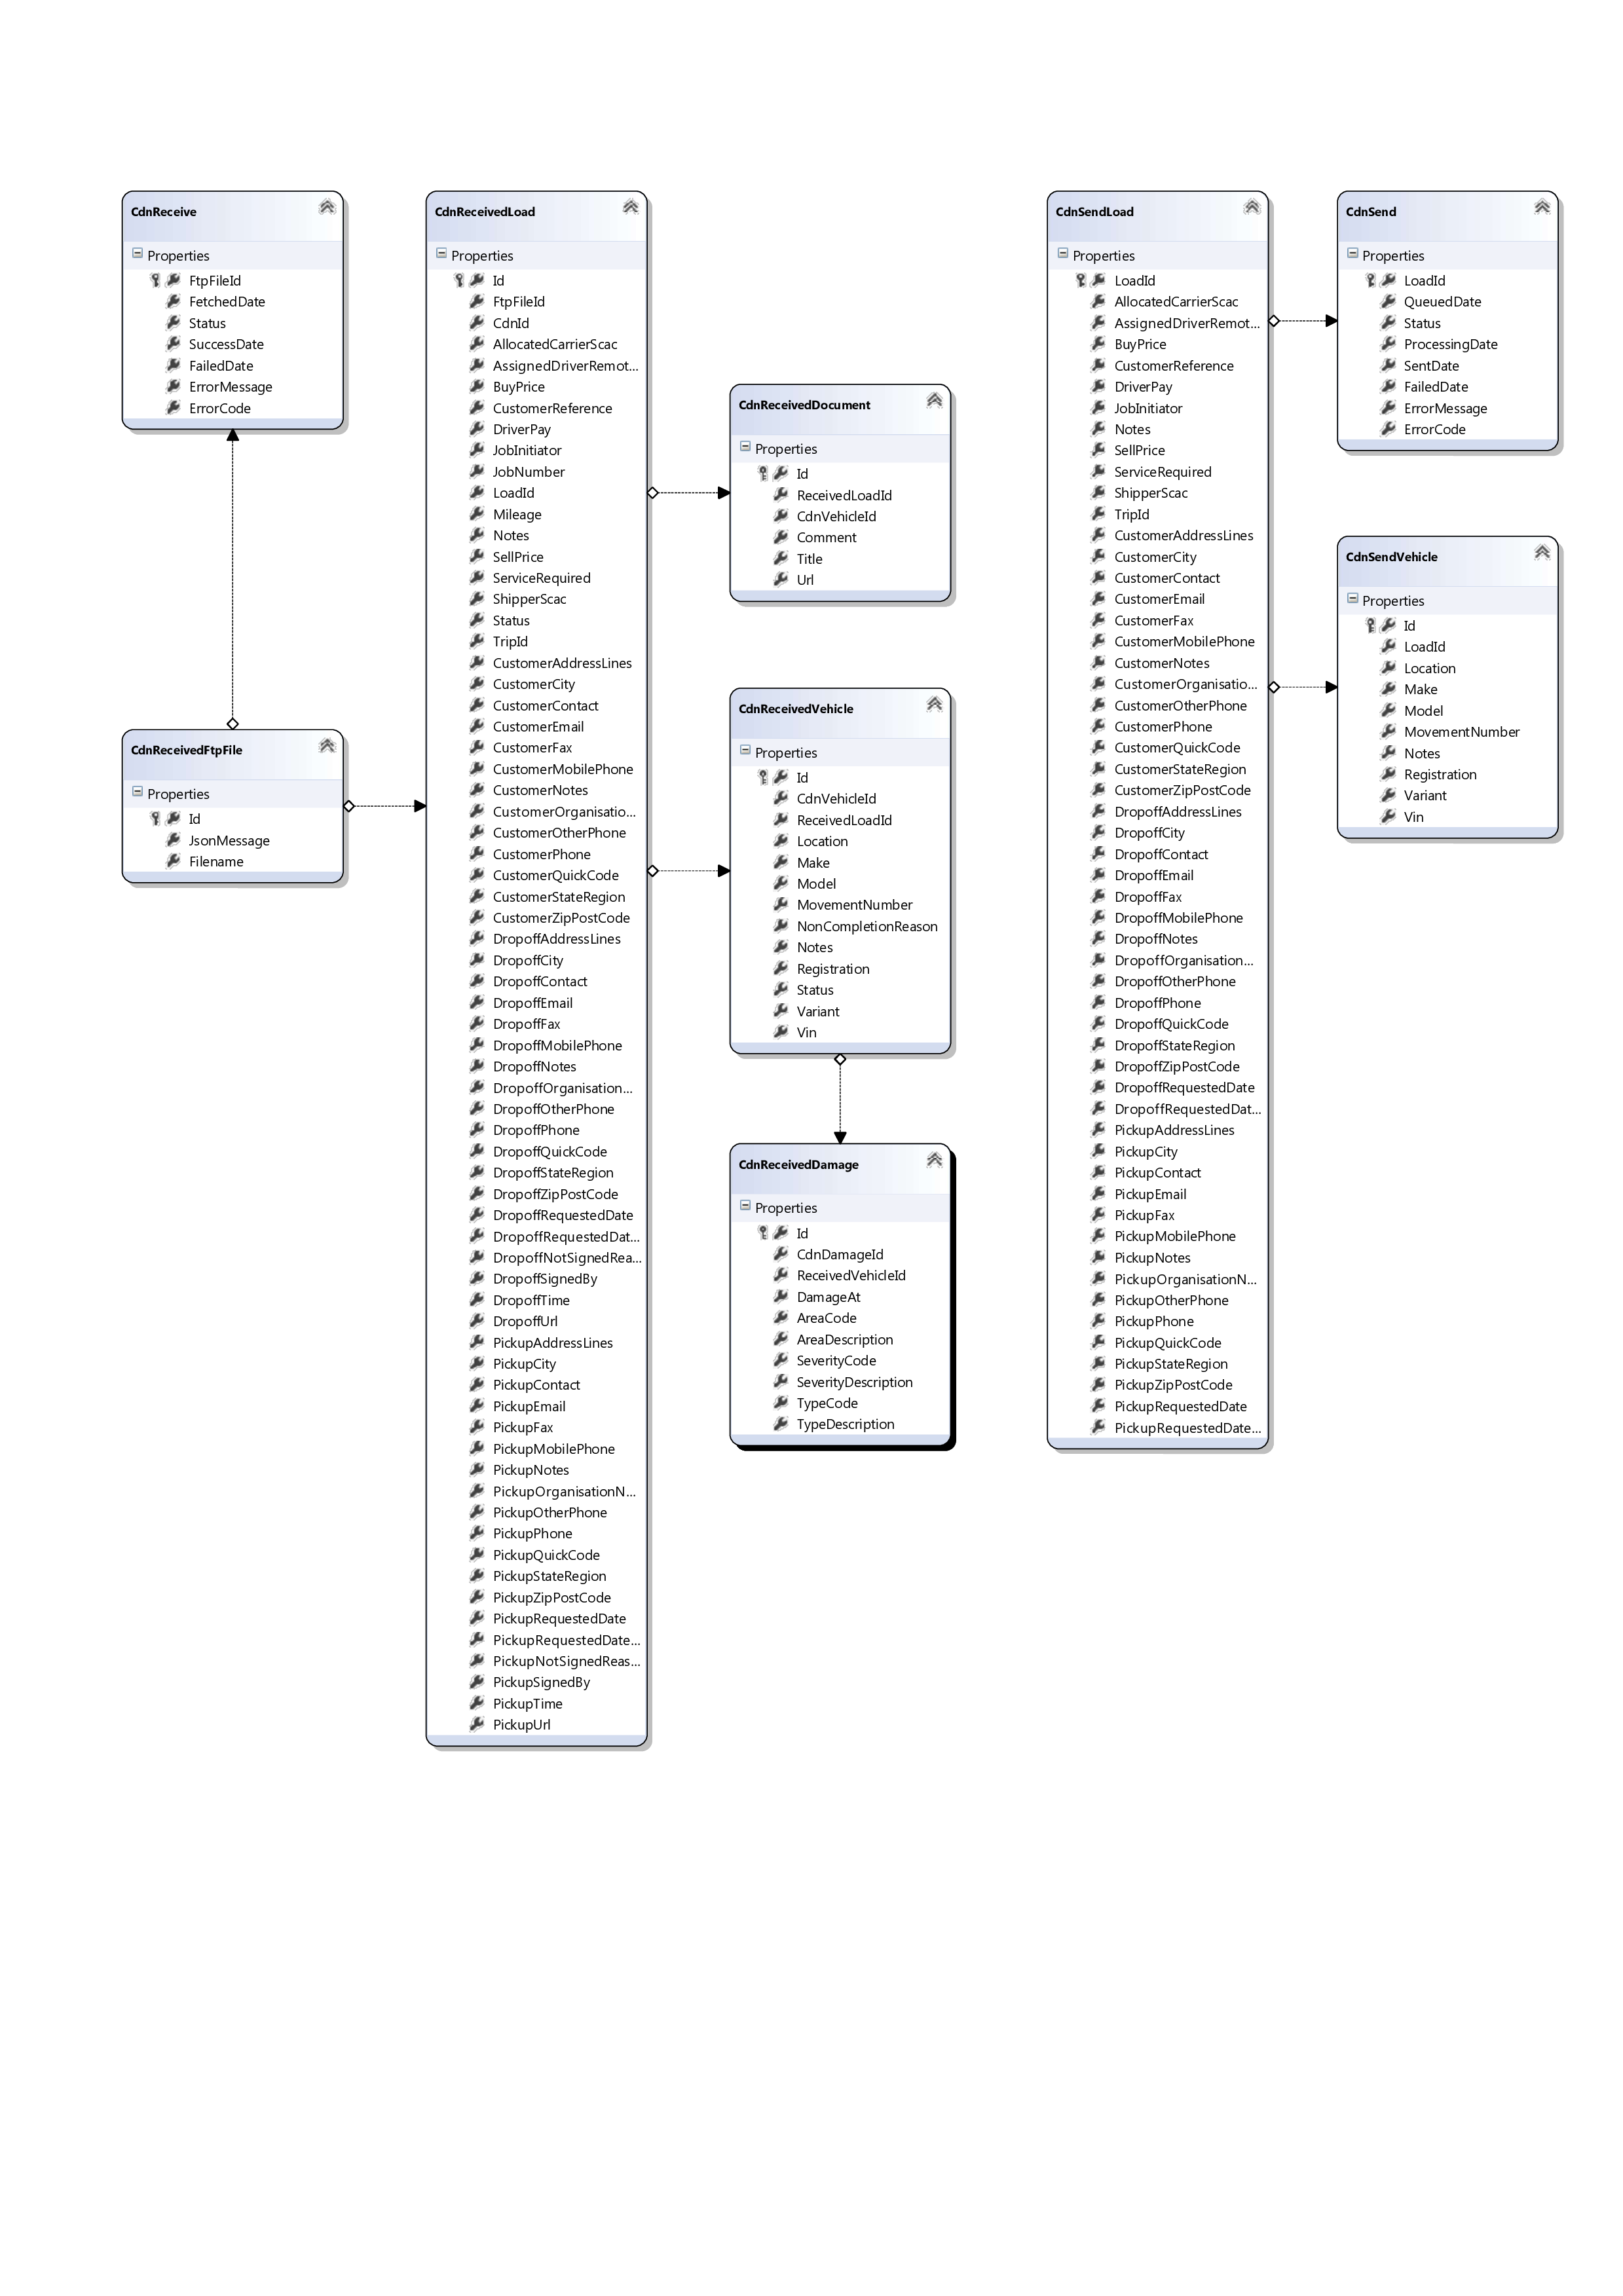 CdnReceive
Properties
FtpFileId
FetchedDate
Status
SuccessDate
FailedDate
ErrorMessage
ErrorCode
CdnReceivedFtpFile
Properties
Id
JsonMessage
Filename
CdnReceivedLoad
Properties
Id
FtpFileId
CdnId
AllocatedCarrierScac
AssignedDriverRemot...
BuyPrice
CustomerReference
DriverPay
JobInitiator
JobNumber
LoadId
Mileage
Notes
SellPrice
ServiceRequired
ShipperScac
Status
TripId
CustomerAddressLines
CustomerCity
CustomerContact
CustomerEmail
CustomerFax
CustomerMobilePhone
CustomerNotes
CustomerOrganisatio...
CustomerOtherPhone
CustomerPhone
CustomerQuickCode
CustomerStateRegion
CustomerZipPostCode
DropoffAddressLines
DropoffCity
DropoffContact
DropoffEmail
DropoffFax
DropoffMobilePhone
DropoffNotes
DropoffOrganisation...
DropoffOtherPhone
DropoffPhone
DropoffQuickCode
DropoffStateRegion
DropoffZipPostCode
DropoffRequestedDate
DropoffRequestedDat...
DropoffNotSignedRea...
DropoffSignedBy
DropoffTime
DropoffUrl
PickupAddressLines
PickupCity
PickupContact
PickupEmail
PickupFax
PickupMobilePhone
PickupNotes
PickupOrganisationN...
PickupOtherPhone
PickupPhone
PickupQuickCode
PickupStateRegion
PickupZipPostCode
PickupRequestedDate
PickupRequestedDate...
PickupNotSignedReas...
PickupSignedBy
PickupTime
PickupUrl
CdnReceivedDocument
Properties
Id
ReceivedLoadId
CdnVehicleId
Comment
Title
Url
CdnReceivedVehicle
Properties
Id
CdnVehicleId
ReceivedLoadId
Location
Make
Model
MovementNumber
NonCompletionReason
Notes
Registration
Status
Variant
Vin
CdnReceivedDamage
Properties
Id
CdnDamageId
ReceivedVehicleId
DamageAt
AreaCode
AreaDescription
SeverityCode
SeverityDescription
TypeCode
TypeDescription
CdnSendLoad
Properties
LoadId
AllocatedCarrierScac
AssignedDriverRemot...
BuyPrice
CustomerReference
DriverPay
JobInitiator
Notes
SellPrice
ServiceRequired
ShipperScac
TripId
CustomerAddressLines
CustomerCity
CustomerContact
CustomerEmail
CustomerFax
CustomerMobilePhone
CustomerNotes
CustomerOrganisatio...
CustomerOtherPhone
CustomerPhone
CustomerQuickCode
CustomerStateRegion
CustomerZipPostCode
DropoffAddressLines
DropoffCity
DropoffContact
DropoffEmail
DropoffFax
DropoffMobilePhone
DropoffNotes
DropoffOrganisation...
DropoffOtherPhone
DropoffPhone
DropoffQuickCode
DropoffStateRegion
DropoffZipPostCode
DropoffRequestedDate
DropoffRequestedDat...
PickupAddressLines
PickupCity
PickupContact
PickupEmail
PickupFax
PickupMobilePhone
PickupNotes
PickupOrganisationN...
PickupOtherPhone
PickupPhone
PickupQuickCode
PickupStateRegion
PickupZipPostCode
PickupRequestedDate
PickupRequestedDate...
CdnSend
Properties
LoadId
QueuedDate
Status
ProcessingDate
SentDate
FailedDate
ErrorMessage
ErrorCode
CdnSendVehicle
Properties
Id
LoadId
Location
Make
Model
MovementNumber
Notes
Registration
Variant
Vin